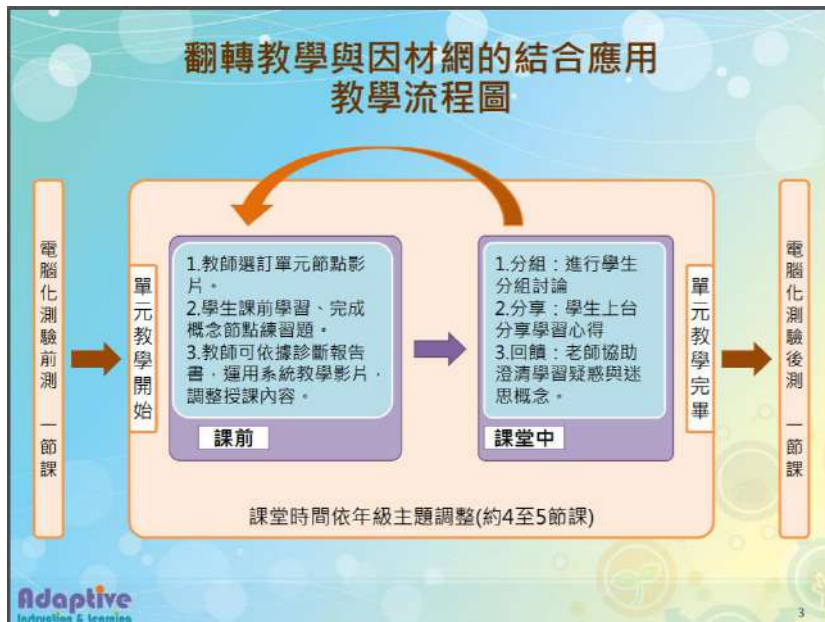 翻轉教學與因材網的結合應用
教學流程圖
電腦化測驗前測 一節課
單元教學開始
1.教師選訂單元節點影
片。
2.學生課前學習、完成
概念節點練習題。
3.教師可依據診斷報告
書，運用系統教學影片，
調整授課內容。
課前
1.分組：進行學生
分組討論
2.分享：學生上台
分享學習心得
3.回饋：老師協助
澄清學習疑惑與迷
思概念。
課堂中
單元教學完畢
電腦化測驗後測 一節課
課堂時間依年級主題調整(約4至5節課)
Adaptive
Instruction & Learning
3